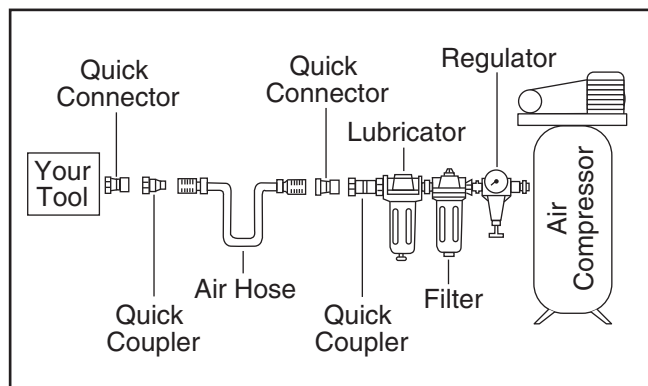 Quick
Connector
Quick
Connector
Regulator
Lubricator
Your
Tool
Air
Compressor
Air Hose
Filter
Quick
Coupler
Quick
Coupler